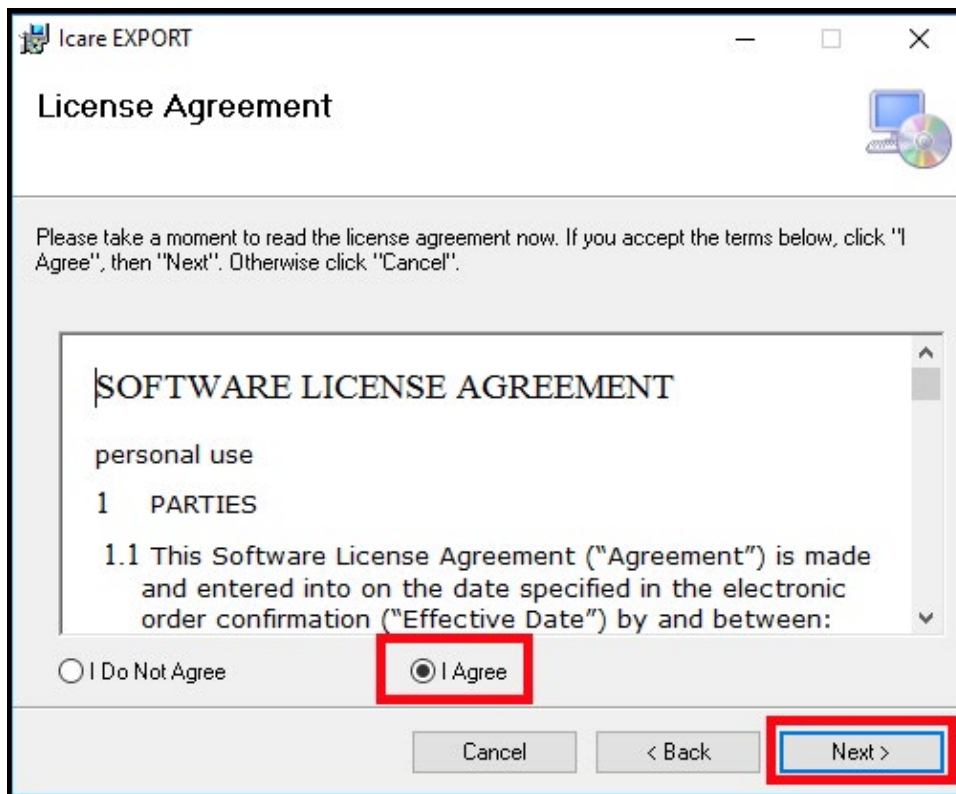 Icare EXPORT
License Agreement
Please take a moment to read the license agreement now. If you accept the terms below, click "I
Agree", then "Next". Otherwise click "Cancel".
SOFTWARE LICENSE AGREEMENT
personal use
1 PARTIES
1.1 This Software License Agreement (“Agreement”) is made
and entered into on the date specified in the electronic
order confirmation (“Effective Date”) by and between:
I Do Not Agree
I Agree
Cancel
< Back
Next >